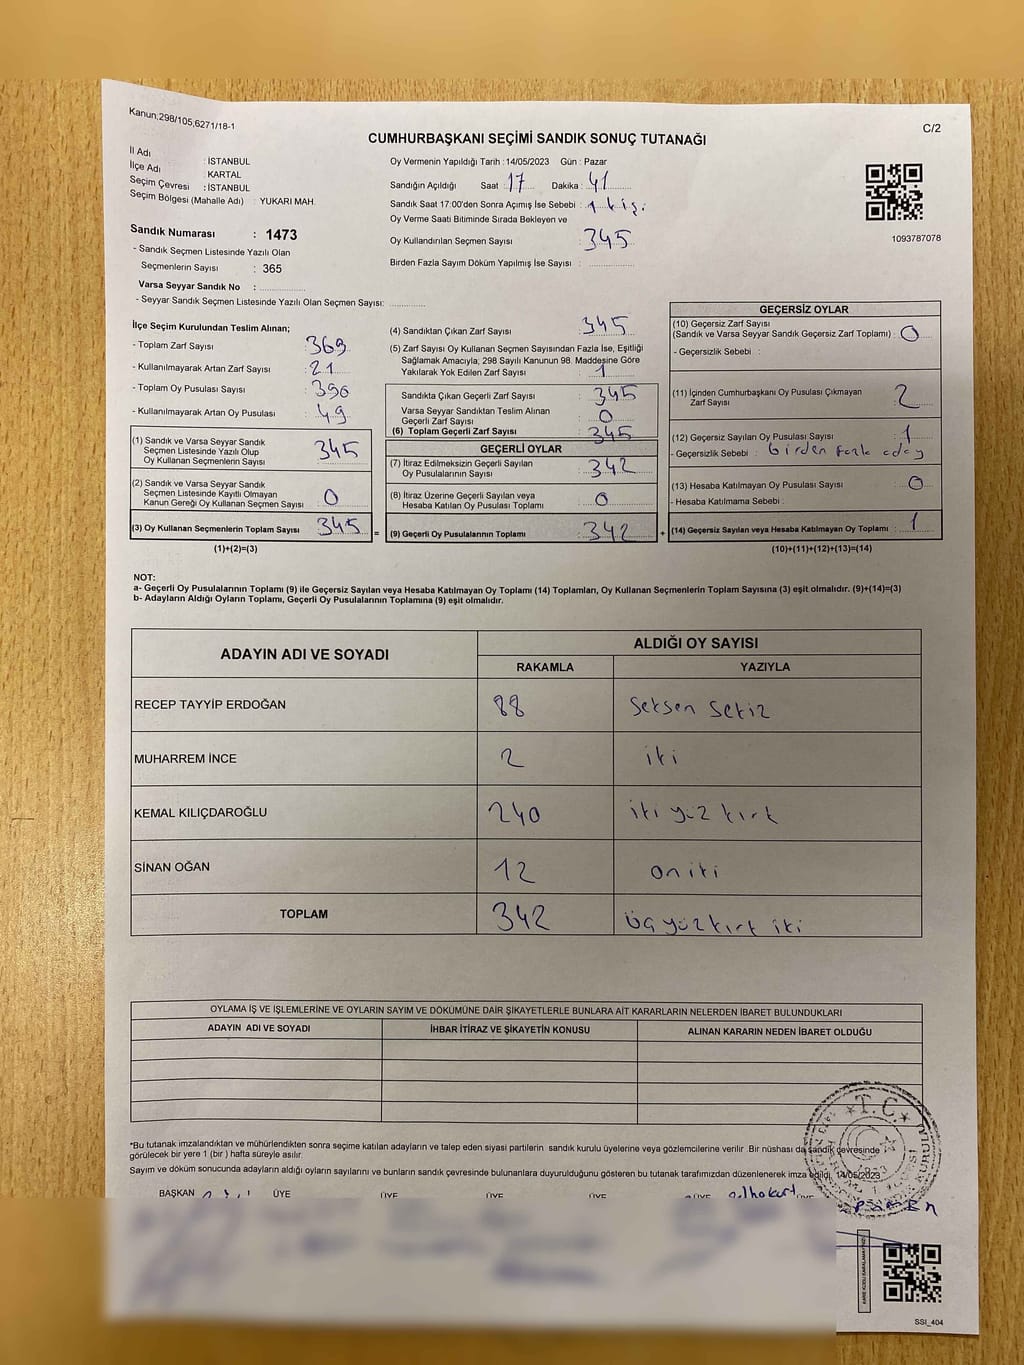 Kanun;298/105,6271/18-1
C/2
CUMHURBAŞKANI SEÇİMİ SANDIK SONUÇ TUTANAĞI
İl Adı : İSTANBUL
İlçe Adı : KARTAL
Seçim Çevresi : İSTANBUL
Seçim Bölgesi (Mahalle Adı) : YUKARI MAH.
Sandık Numarası : 1473
- Sandık Seçmen Listesinde Yazılı Olan
Seçmenlerin Sayısı : 365
Varsa Seyyar Sandık No :
- Seyyar Sandık Seçmen Listesinde Yazılı Olan Seçmen Sayısı:
Oy Vermenin Yapıldığı Tarih : 14/05/2023 Gün : Pazar
Sandığın Açıldığı Saat : 17 Dakika : 41
Sandık Saat 17:00'den Sonra Açımış İse Sebebi : 1 kişi
Oy Verme Saati Bitiminde Sırada Bekleyen ve
Oy Kullandırılan Seçmen Sayısı : 345
Birden Fazla Sayım Döküm Yapılmış İse Sayısı :
1093787078
İlçe Seçim Kurulundan Teslim Alınan;
- Toplam Zarf Sayısı : 369
- Kullanılmayarak Artan Zarf Sayısı : 21
- Toplam Oy Pusulası Sayısı : 390
- Kullanılmayarak Artan Oy Pusulası : 49
(1) Sandık ve Varsa Seyyar Sandık
Seçmen Listesinde Yazılı Olup
Oy Kullanan Seçmenlerin Sayısı : 345
(2) Sandık ve Varsa Seyyar Sandık
Seçmen Listesinde Kayıtlı Olmayan
Kanun Gereği Oy Kullanan Seçmen Sayısı : 0
(3) Oy Kullanan Seçmenlerin Toplam Sayısı : 345 =
(1)+(2)=(3)
(4) Sandıktan Çıkan Zarf Sayısı : 345
(5) Zarf Sayısı Oy Kullanan Seçmen Sayısından Fazla İse, Eşitliği
Sağlamak Amacıyla, 298 Sayılı Kanunun 98. Maddesine Göre
Yakılarak Yok Edilen Zarf Sayısı : 1
Sandıkta Çıkan Geçerli Zarf Sayısı : 345
Varsa Seyyar Sandıktan Teslim Alınan
Geçerli Zarf Sayısı : 0
(6) Toplam Geçerli Zarf Sayısı : 345
GEÇERLİ OYLAR
(7) İtiraz Edilmeksizin Geçerli Sayılan
Oy Pusulalarının Sayısı : 342
(8) İtiraz Üzerine Geçerli Sayılan veya
Hesaba Katılan Oy Pusulası Toplamı : 0
(9) Geçerli Oy Pusulalarının Toplamı : 342 +
GEÇERSİZ OYLAR
(10) Geçersiz Zarf Sayısı
(Sandık ve Varsa Seyyar Sandık Geçersiz Zarf Toplamı) : 0
- Geçersizlik Sebebi :
(11) İçinden Cumhurbaşkanı Oy Pusulası Çıkmayan
Zarf Sayısı : 2
(12) Geçersiz Sayılan Oy Pusulası Sayısı : 1
- Geçersizlik Sebebi : birden fazla aday
(13) Hesaba Katılmayan Oy Pusulası Sayısı : 0
- Hesaba Katılmama Sebebi :
(14) Geçersiz Sayılan veya Hesaba Katılmayan Oy Toplamı : 1
(10)+(11)+(12)+(13)=(14)
NOT:
a- Geçerli Oy Pusulalarının Toplamı (9) ile Geçersiz Sayılan veya Hesaba Katılmayan Oy Toplamı (14) Toplamları, Oy Kullanan Seçmenlerin Toplam Sayısına (3) eşit olmalıdır. (9)+(14)=(3)
b- Adayların Aldığı Oyların Toplamı, Geçerli Oy Pusulalarının Toplamına (9) eşit olmalıdır.
ADAYIN ADI VE SOYADI
ALDIĞI OY SAYISI
RAKAMLA YAZIYLA
RECEP TAYYİP ERDOĞAN 88 Seksen Sekiz
MUHARREM İNCE 2 iki
KEMAL KILIÇDAROĞLU 240 iki yüz kırk
SİNAN OĞAN 12 on iki
TOPLAM 342 üç yüz kırk iki
OYLAMA İŞ VE İŞLEMLERİNE VE OYLARIN SAYIM VE DÖKÜMÜNE DAİR ŞİKAYETLERLE BUNLARA AİT KARARLARIN NELERDEN İBARET BULUNDUKLARI
ADAYIN ADI VE SOYADI İHBAR İTİRAZ VE ŞİKAYETİN KONUSU ALINAN KARARIN NEDEN İBARET OLDUĞU
*Bu tutanak imzalandıktan ve mühürlendikten sonra seçime katılan adayların ve talep eden siyasi partilerin sandık kurulu üyelerine veya gözlemcilerine verilir .Bir nüshası da sandık çevresinde
görülecek bir yere 1 (bir ) hafta süreyle asılır.
Sayım ve döküm sonucunda adayların aldığı oyların sayılarını ve bunların sandık çevresinde bulunanlara duyurulduğunu gösteren bu tutanak tarafımızdan düzenlenerek imza edildi. 14/05/2023
T.C.
BAŞKAN ÜYE ÜYE ÜYE ÜYE ÜYE ÜYE
SSI_404